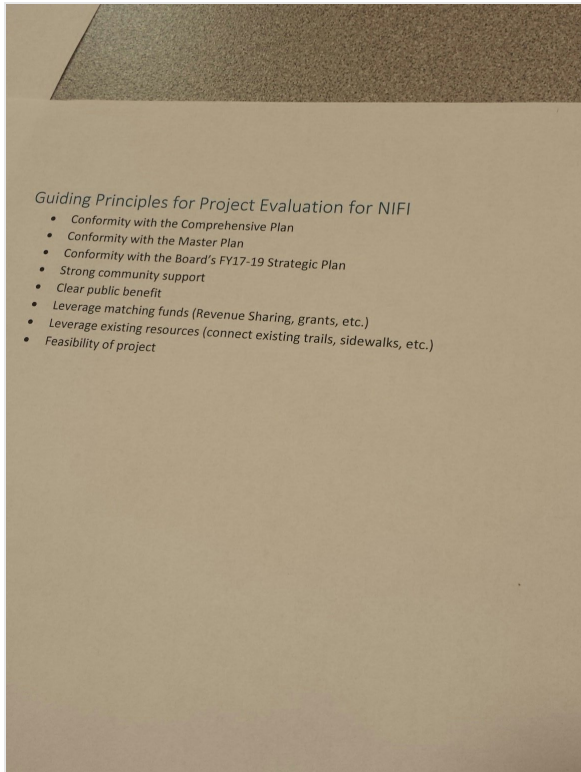 Guiding Principles for Project Evaluation for NIFI
• Conformity with the Comprehensive Plan
• Conformity with the Master Plan
• Conformity with the Board's FY17-19 Strategic Plan
• Strong community support
• Clear public benefit
• Leverage matching funds (Revenue Sharing, grants, etc.)
• Leverage existing resources (connect existing trails, sidewalks, etc.)
• Feasibility of project